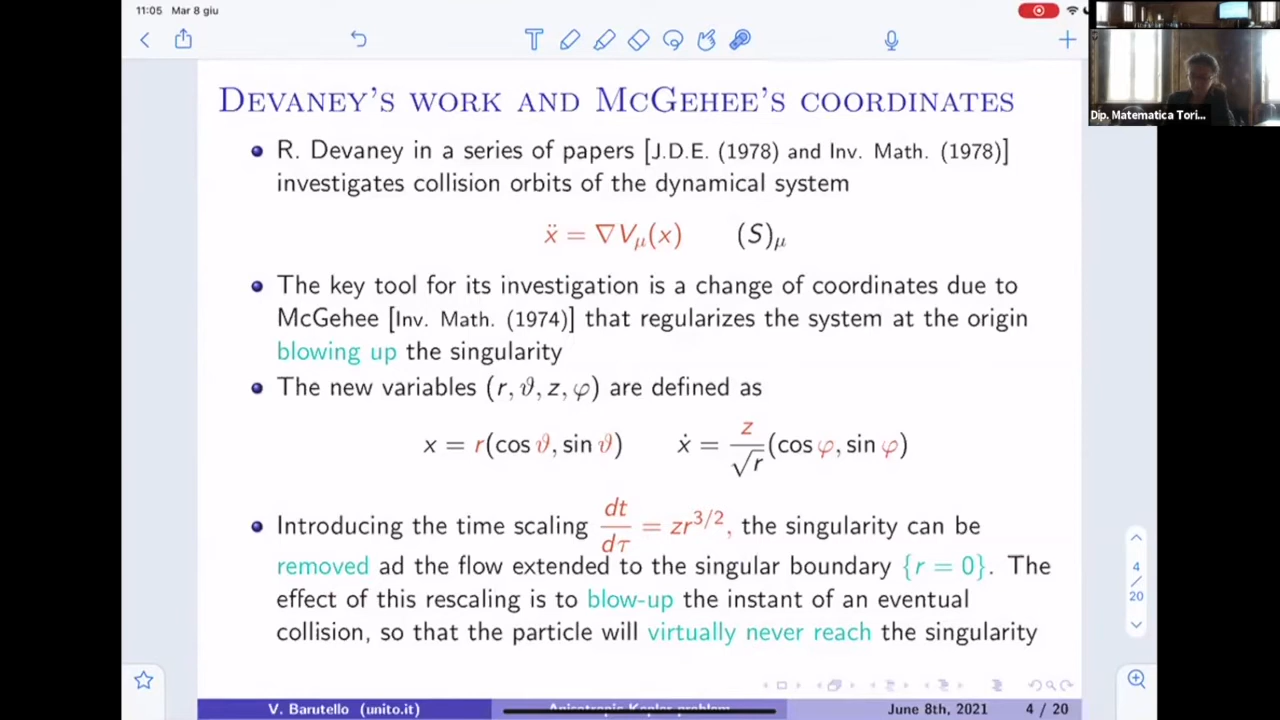 11:05 Mar 8 giu
Dip. Matematica Tori...
DEVANEY'S WORK AND MCGEHEE'S COORDINATES
R. Devaney in a series of papers [J.D.E. (1978) and Inv. Math. (1978)]
investigates collision orbits of the dynamical system
ẍ = ∇V_μ(x) (S)_μ
The key tool for its investigation is a change of coordinates due to
McGehee [Inv. Math. (1974)] that regularizes the system at the origin
blowing up the singularity
The new variables (r, ϑ, z, φ) are defined as
x = r(cos ϑ, sin ϑ) ẋ = z/√r (cos φ, sin φ)
Introducing the time scaling dt/dτ = zr^{3/2}, the singularity can be
removed ad the flow extended to the singular boundary {r = 0}. The
effect of this rescaling is to blow-up the instant of an eventual
collision, so that the particle will virtually never reach the singularity
4
/
20
V. Barutello (unito.it) Anisotropic Kepler problem June 8th, 2021 4 / 20